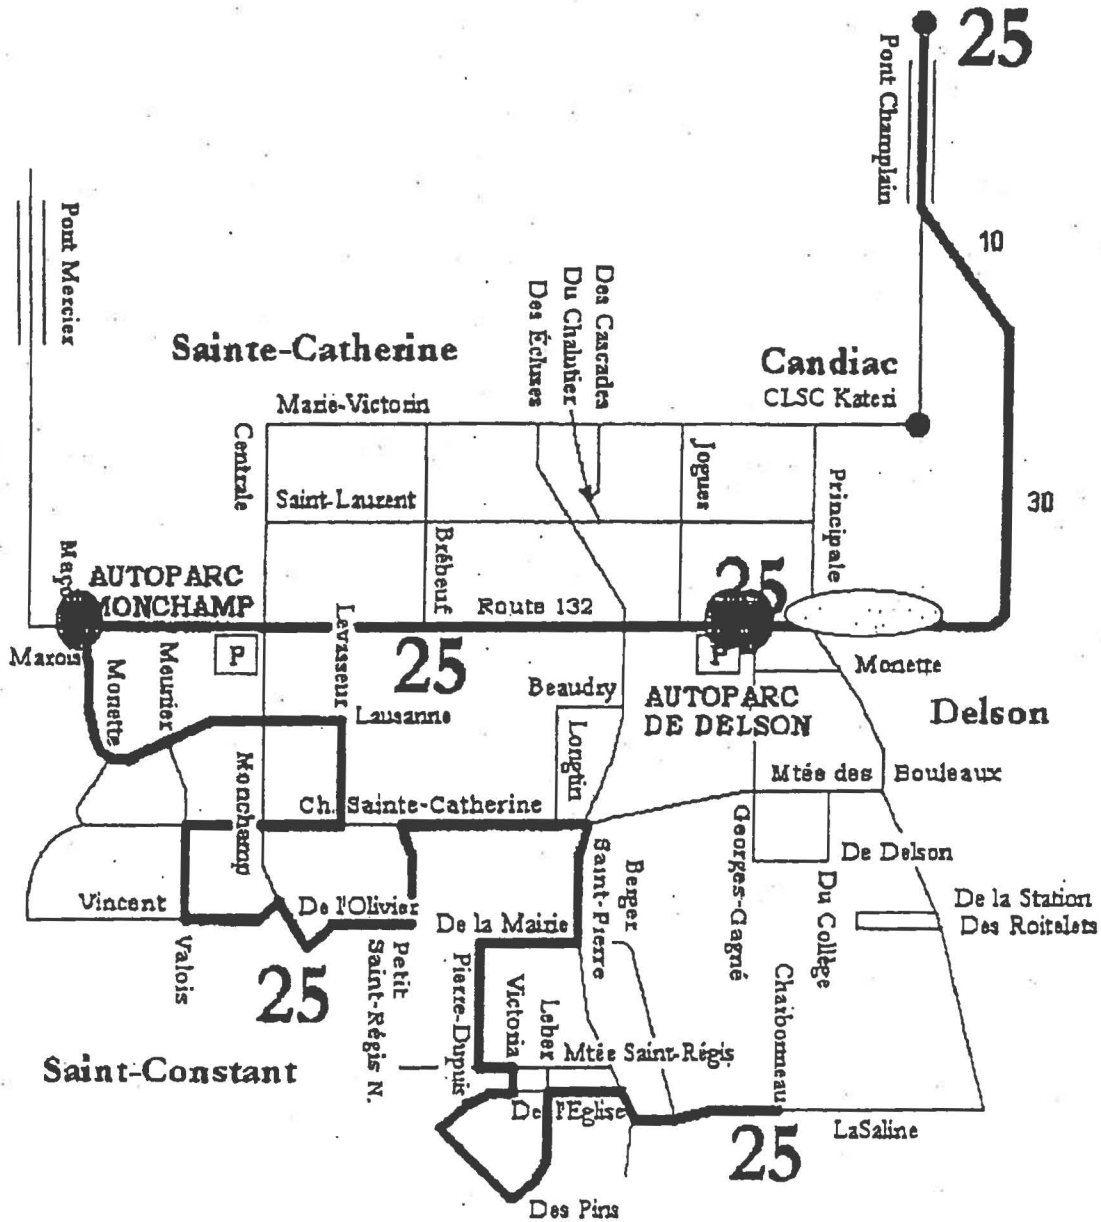 25
Pont Champlain
10
Pont Mercier
Des Écluses
Du Chalutier
Des Cascades
Sainte-Catherine
Candiac
CLSC Kateri
Marie-Victorin
Centrale
Jogues
Principale
Saint-Laurent
30
Brébeuf
AUTOPARC
MONCHAMP
25
Route 132
Levasseur
Marois
P
25
P
Monette
Monette
Meunier
Beaudry
AUTOPARC
DE DELSON
Delson
Lausanne
Longtin
Monchamp
Mtée des Bouleaux
Ch. Sainte-Catherine
Georges-Gagné
De Delson
Saint-Pierre
Berger
Du Collège
Vincent
De l'Olivier
De la Mairie
De la Station
Des Roitelets
Valois
25
Petit
Saint-Régis N.
Pierre-Dupuis
Victoria
Leber
Charbonneau
Mtée Saint-Régis
Saint-Constant
De l'Eglise
LaSaline
25
Des Pins